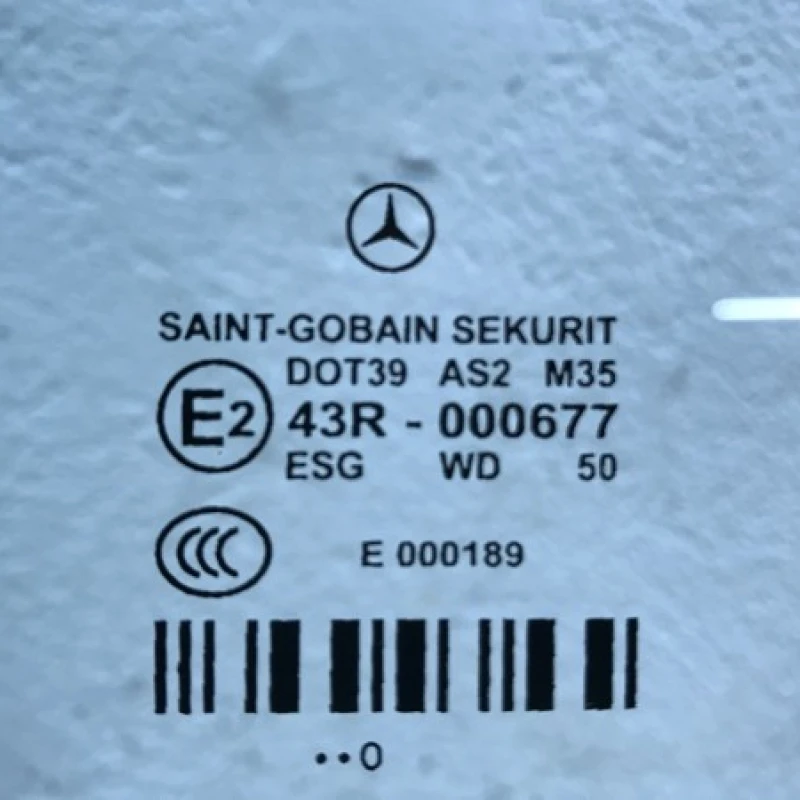 SAINT-GOBAIN SEKURIT
DOT39 AS2 M35
E2 43R - 000677
ESG WD 50
CCC E 000189
..0